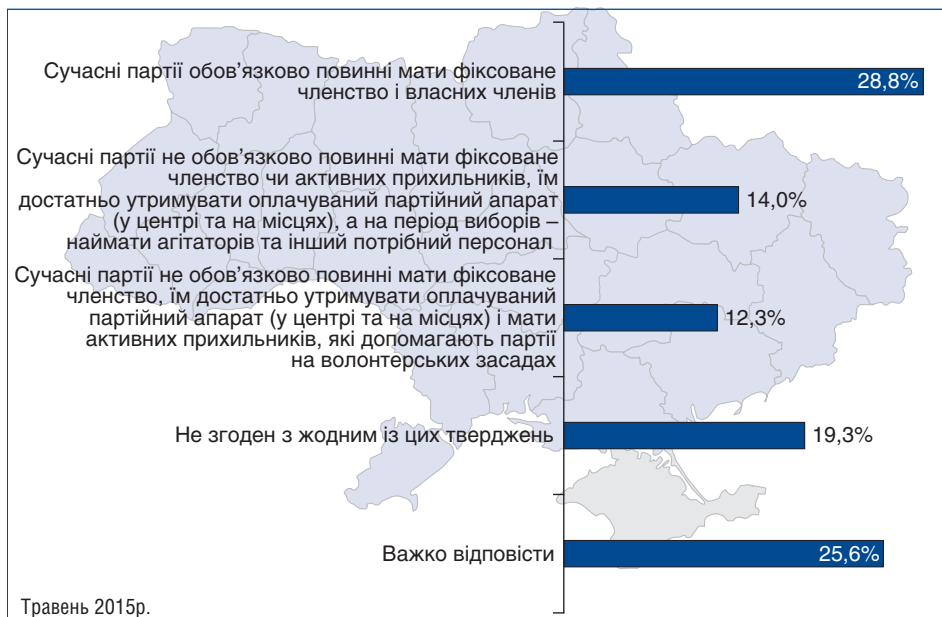 Сучасні партії обов’язково повинні мати фіксоване
членство і власних членів
28,8%
Сучасні партії не обов’язково повинні мати фіксоване
членство чи активних прихильників, їм
достатньо утримувати оплачуваний партійний апарат
(у центрі та на місцях), а на період виборів –
наймати агітаторів та інший потрібний персонал
14,0%
Сучасні партії не обов’язково повинні мати фіксоване
членство, їм достатньо утримувати оплачуваний
партійний апарат (у центрі та на місцях) і мати
активних прихильників, які допомагають партії
на волонтерських засадах
12,3%
Не згоден з жодним із цих тверджень
19,3%
Важко відповісти
25,6%
Травень 2015р.